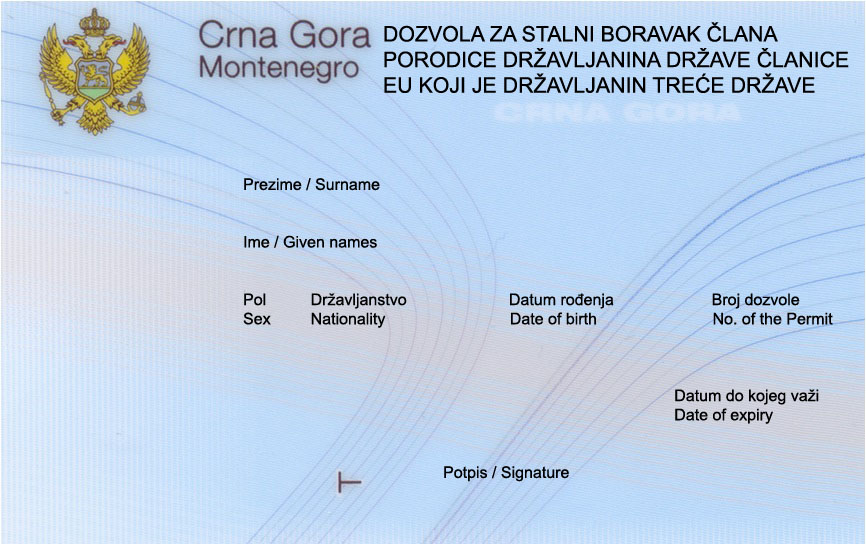 Crna Gora
Montenegro
DOZVOLA ZA STALNI BORAVAK ČLANA
PORODICE DRŽAVLJANINA DRŽAVE ČLANICE
EU KOJI JE DRŽAVLJANIN TREĆE DRŽAVE
CRNA GORA
Prezime / Surname
Ime / Given names
Pol Državljanstvo Datum rođenja Broj dozvole
Sex Nationality Date of birth No. of the Permit
Datum do kojeg važi
Date of expiry
Potpis / Signature